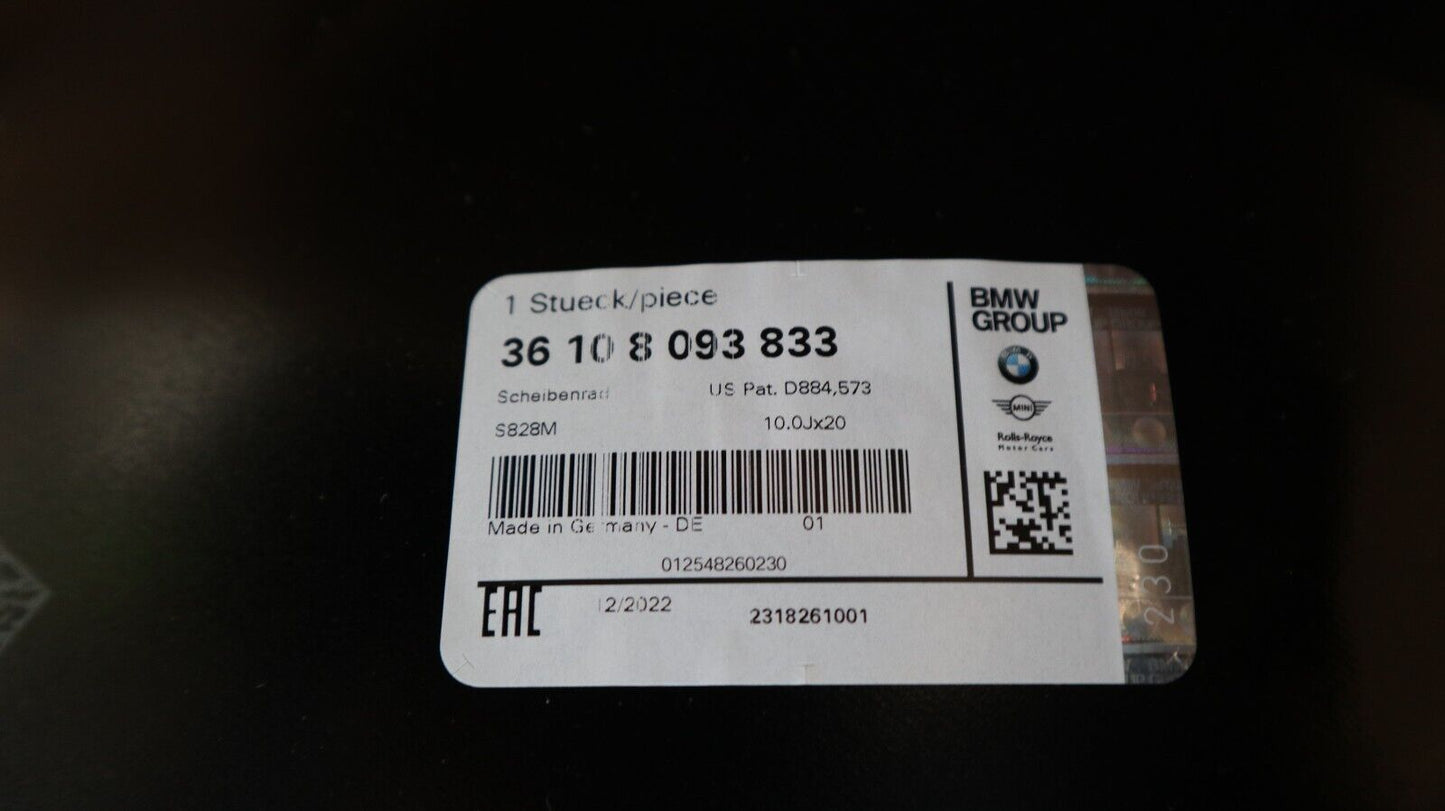 1 Stueck/piece
36 10 8 093 833
Scheibenrad US Pat. D884,573
S828M 10.0Jx20
Made in Germany - DE 01
012548260230
EAC 12/2022 2318261001
BMW
GROUP
MINI
Rolls-Royce
Motor Cars
230